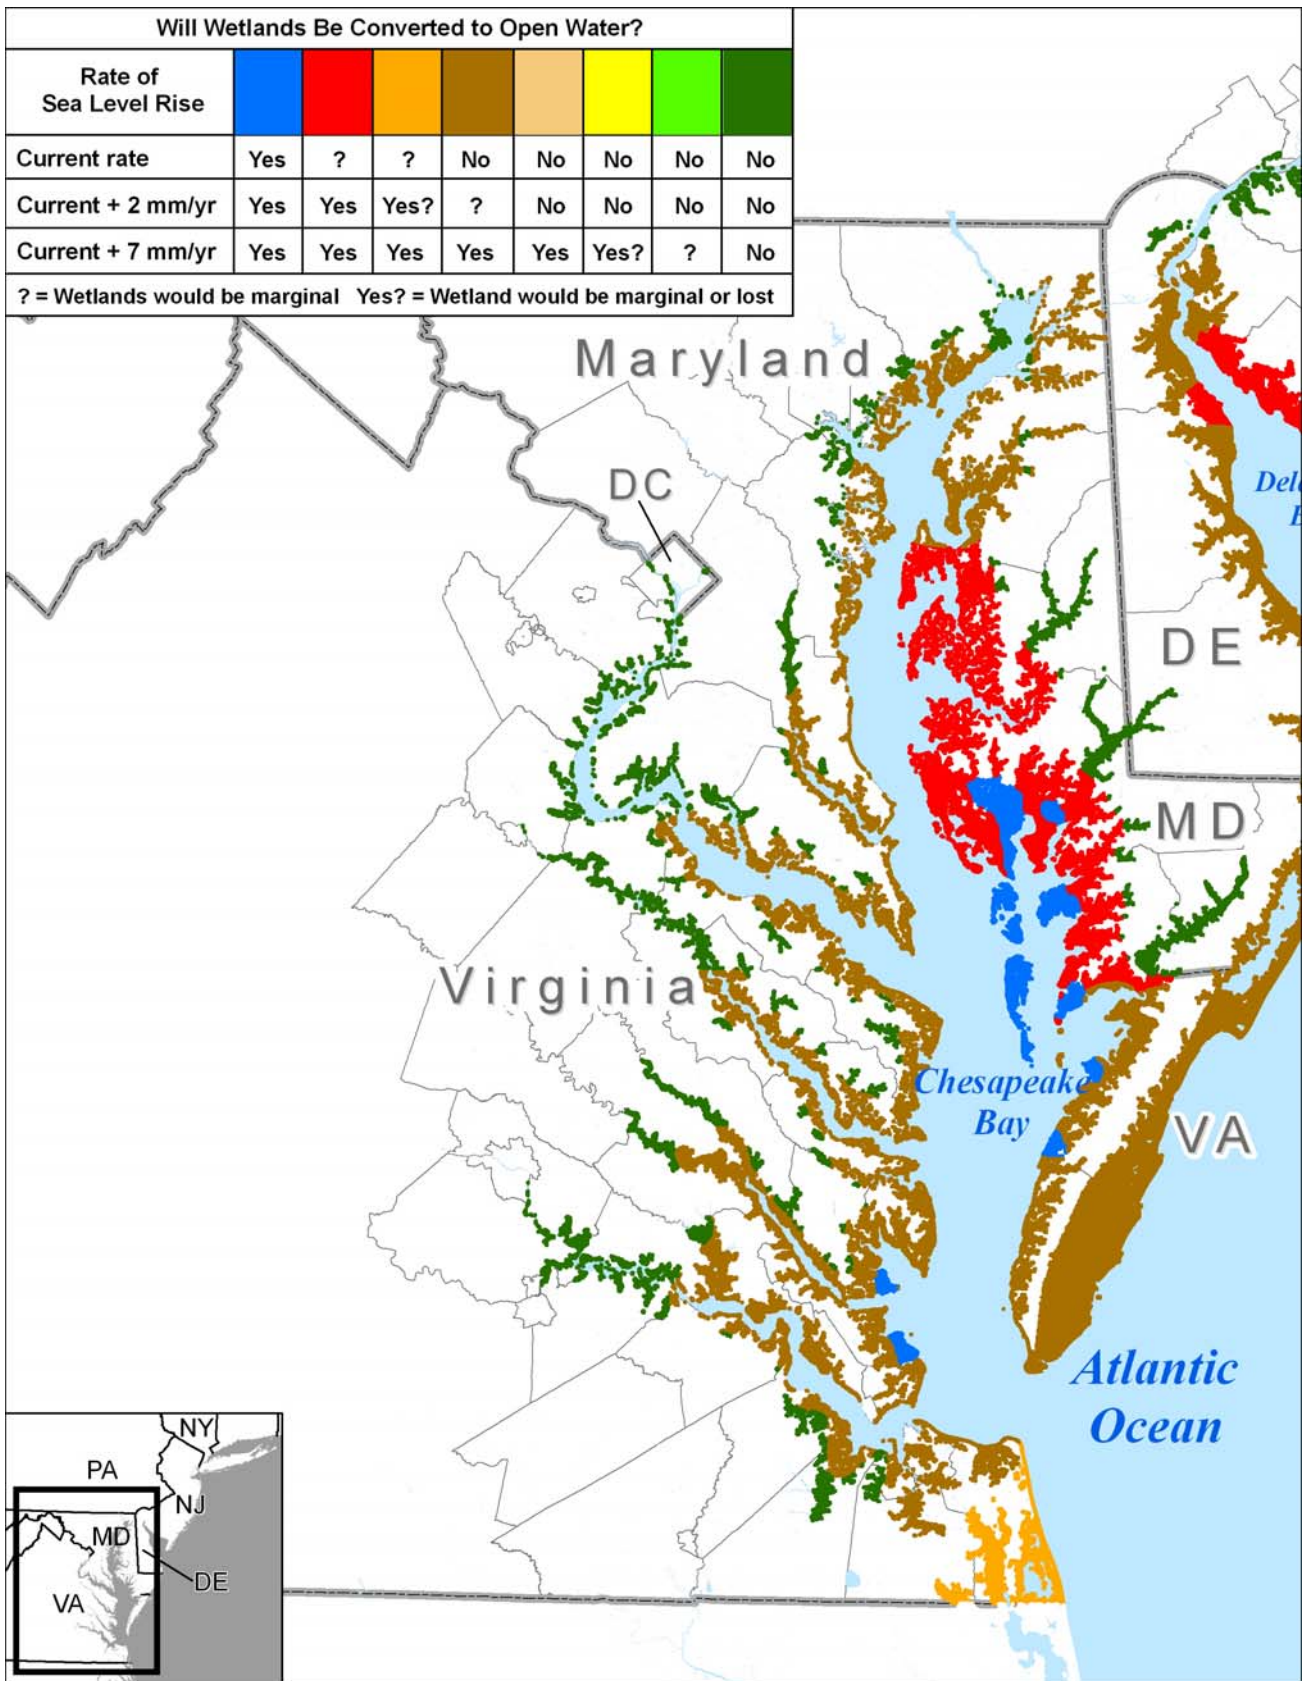 Will Wetlands Be Converted to Open Water?
Rate of
Sea Level Rise
Current rate Yes ? ? No No No No No
Current + 2 mm/yr Yes Yes Yes? ? No No No No
Current + 7 mm/yr Yes Yes Yes Yes Yes Yes? ? No
? = Wetlands would be marginal Yes? = Wetland would be marginal or lost
Maryland
DC
Del
DE
MD
Virginia
Chesapeake
Bay
VA
Atlantic
Ocean
NY
PA
NJ
MD
DE
VA